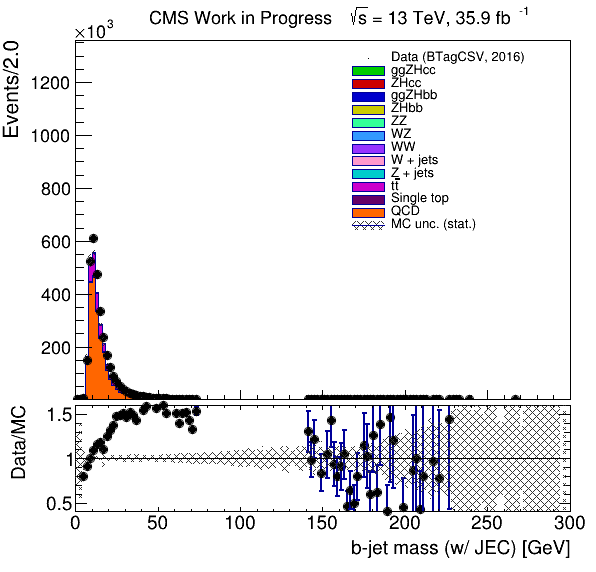 CMS Work in Progress √s = 13 TeV, 35.9 fb -1
×10³
Events/2.0
1200
1000
800
600
400
200
Data (BTagCSV, 2016)
ggZHcc
ZHcc
ggZHbb
ZHbb
ZZ
WZ
WW
W + jets
Z + jets
tt̅
Single top
QCD
MC unc. (stat.)
Data/MC
1.5
1
0.5
0 50 100 150 200 250 300
b-jet mass (w/ JEC) [GeV]